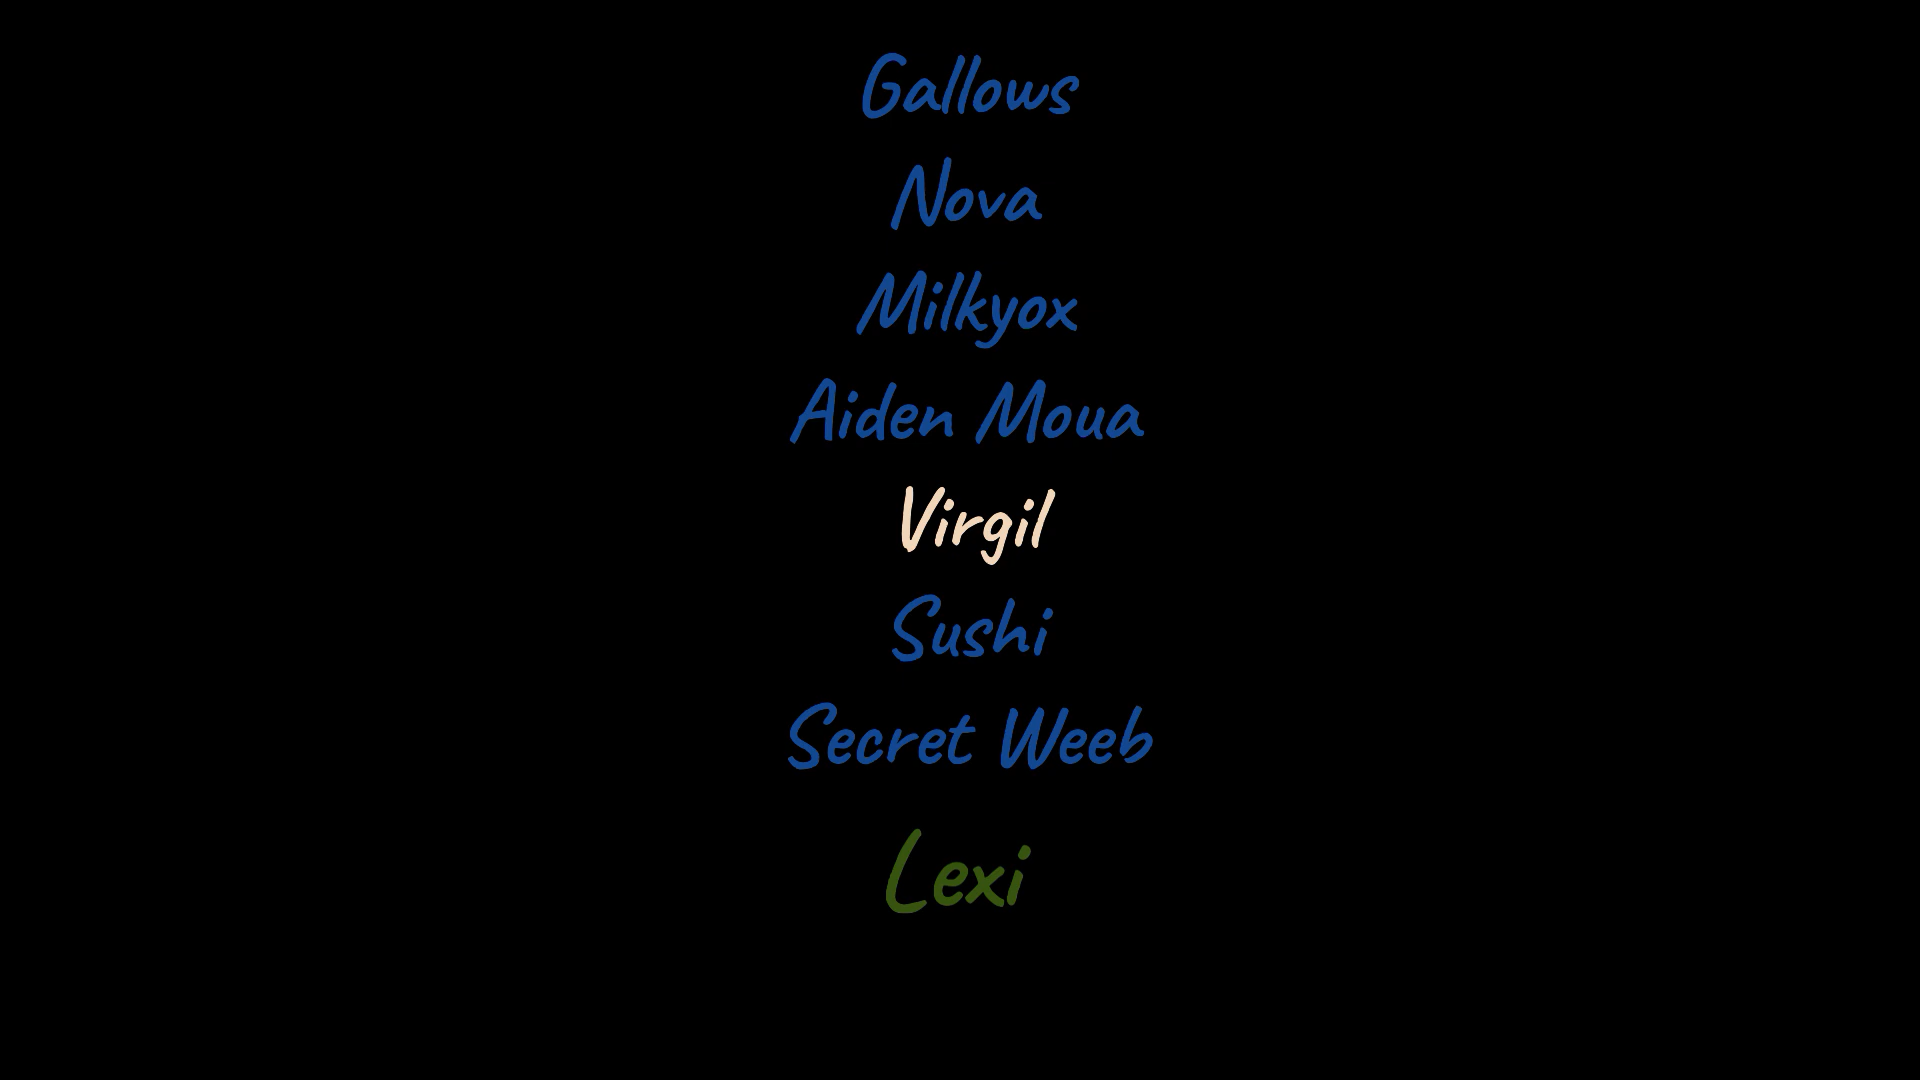 Gallows
Nova
Milkyox
Aiden Moua
Virgil
Sushi
Secret Weeb
Lexi